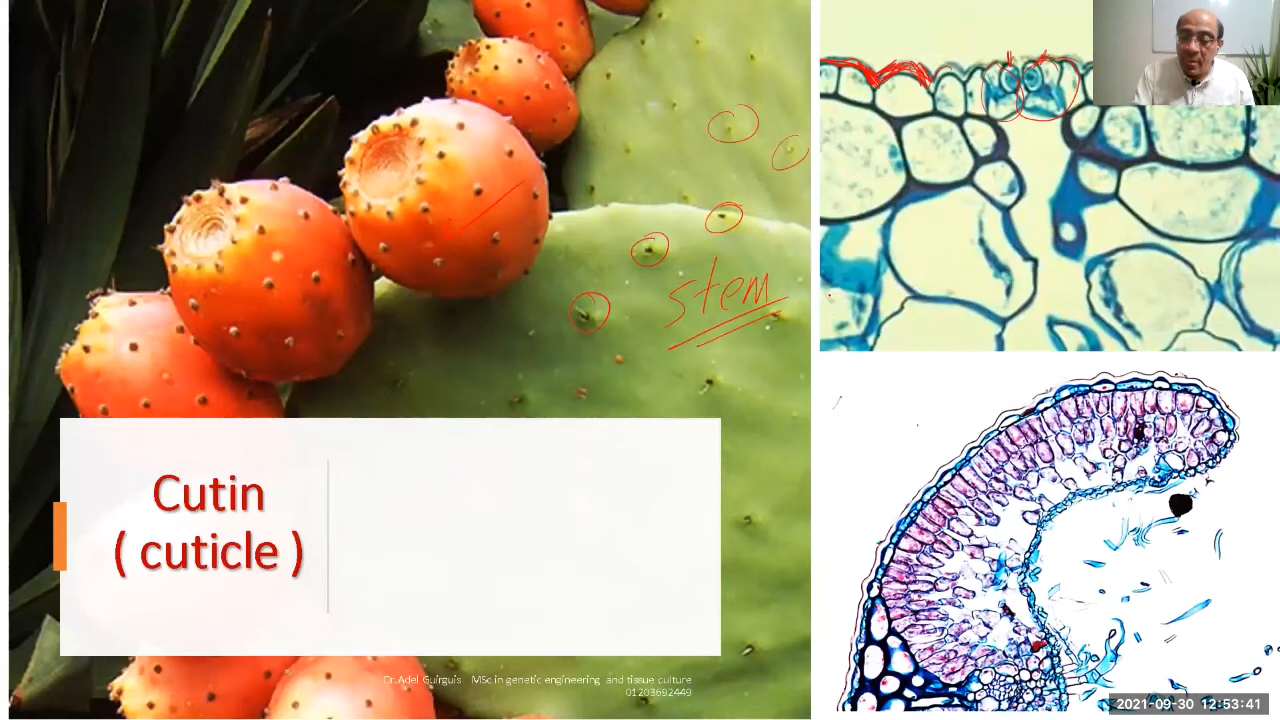 stem
Cutin
( cuticle )
Dr.Adel Guirguis MSc in genetic engineering and tissue culture
01203692449
2021-09-30 12:53:41